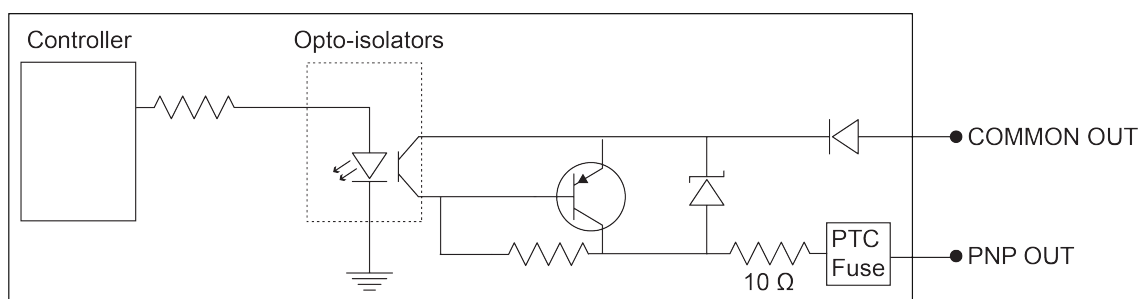 Controller
Opto-isolators
COMMON OUT
PTC
Fuse
PNP OUT
10 Ω